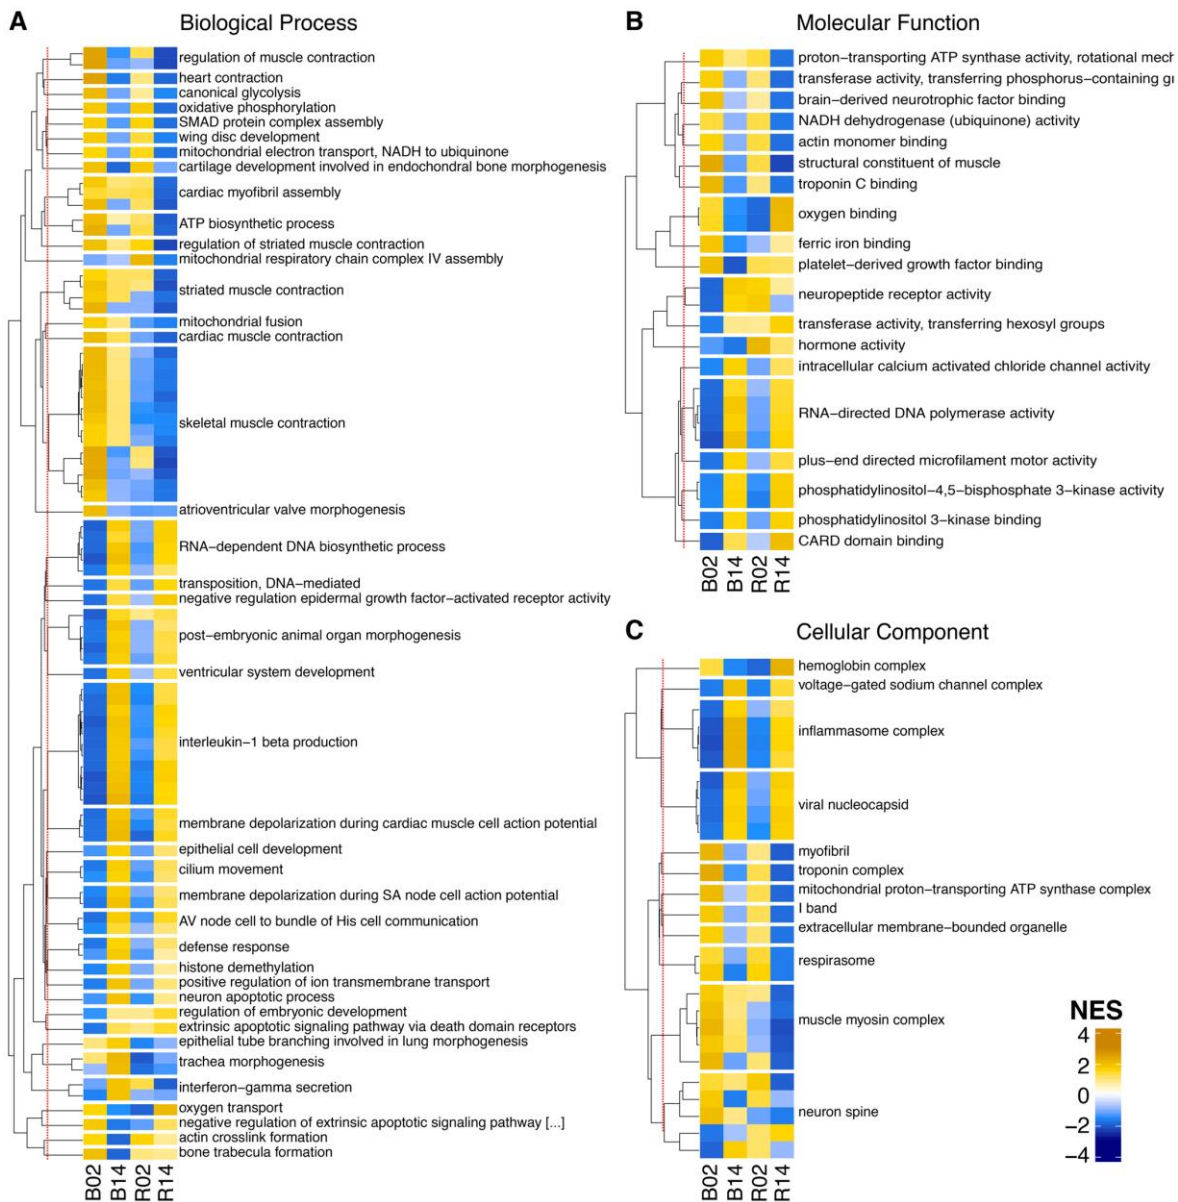 A
Biological Process
regulation of muscle contraction
heart contraction
canonical glycolysis
oxidative phosphorylation
SMAD protein complex assembly
wing disc development
mitochondrial electron transport, NADH to ubiquinone
cartilage development involved in endochondral bone morphogenesis
cardiac myofibril assembly
ATP biosynthetic process
regulation of striated muscle contraction
mitochondrial respiratory chain complex IV assembly
striated muscle contraction
mitochondrial fusion
cardiac muscle contraction
skeletal muscle contraction
atrioventricular valve morphogenesis
RNA−dependent DNA biosynthetic process
transposition, DNA−mediated
negative regulation epidermal growth factor−activated receptor activity
post−embryonic animal organ morphogenesis
ventricular system development
interleukin−1 beta production
membrane depolarization during cardiac muscle cell action potential
epithelial cell development
cilium movement
membrane depolarization during SA node cell action potential
AV node cell to bundle of His cell communication
defense response
histone demethylation
positive regulation of ion transmembrane transport
neuron apoptotic process
regulation of embryonic development
extrinsic apoptotic signaling pathway via death domain receptors
epithelial tube branching involved in lung morphogenesis
trachea morphogenesis
interferon−gamma secretion
oxygen transport
negative regulation of extrinsic apoptotic signaling pathway [...]
actin crosslink formation
bone trabecula formation
B02 B14 R02 R14
B
Molecular Function
proton−transporting ATP synthase activity, rotational mech
transferase activity, transferring phosphorus−containing gr
brain−derived neurotrophic factor binding
NADH dehydrogenase (ubiquinone) activity
actin monomer binding
structural constituent of muscle
troponin C binding
oxygen binding
ferric iron binding
platelet−derived growth factor binding
neuropeptide receptor activity
transferase activity, transferring hexosyl groups
hormone activity
intracellular calcium activated chloride channel activity
RNA−directed DNA polymerase activity
plus−end directed microfilament motor activity
phosphatidylinositol−4,5−bisphosphate 3−kinase activity
phosphatidylinositol 3−kinase binding
CARD domain binding
B02 B14 R02 R14
C
Cellular Component
hemoglobin complex
voltage−gated sodium channel complex
inflammasome complex
viral nucleocapsid
myofibril
troponin complex
mitochondrial proton−transporting ATP synthase complex
I band
extracellular membrane−bounded organelle
respirasome
muscle myosin complex
neuron spine
B02 B14 R02 R14
NES
4
2
0
−2
−4